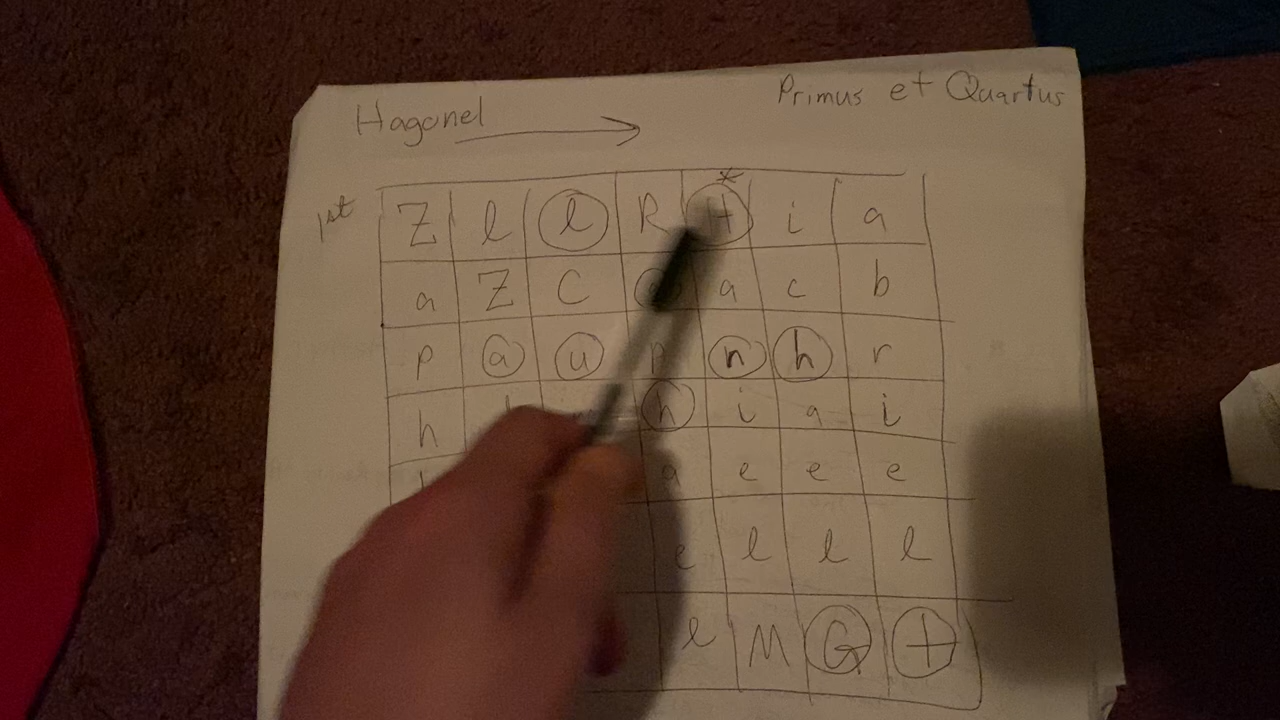 Primus et Quartus
Hagonel
1st
Z l l R H i a
a Z C a a c b
p a u p n h r
h h i a i
a e e e
e l l l
e M G +